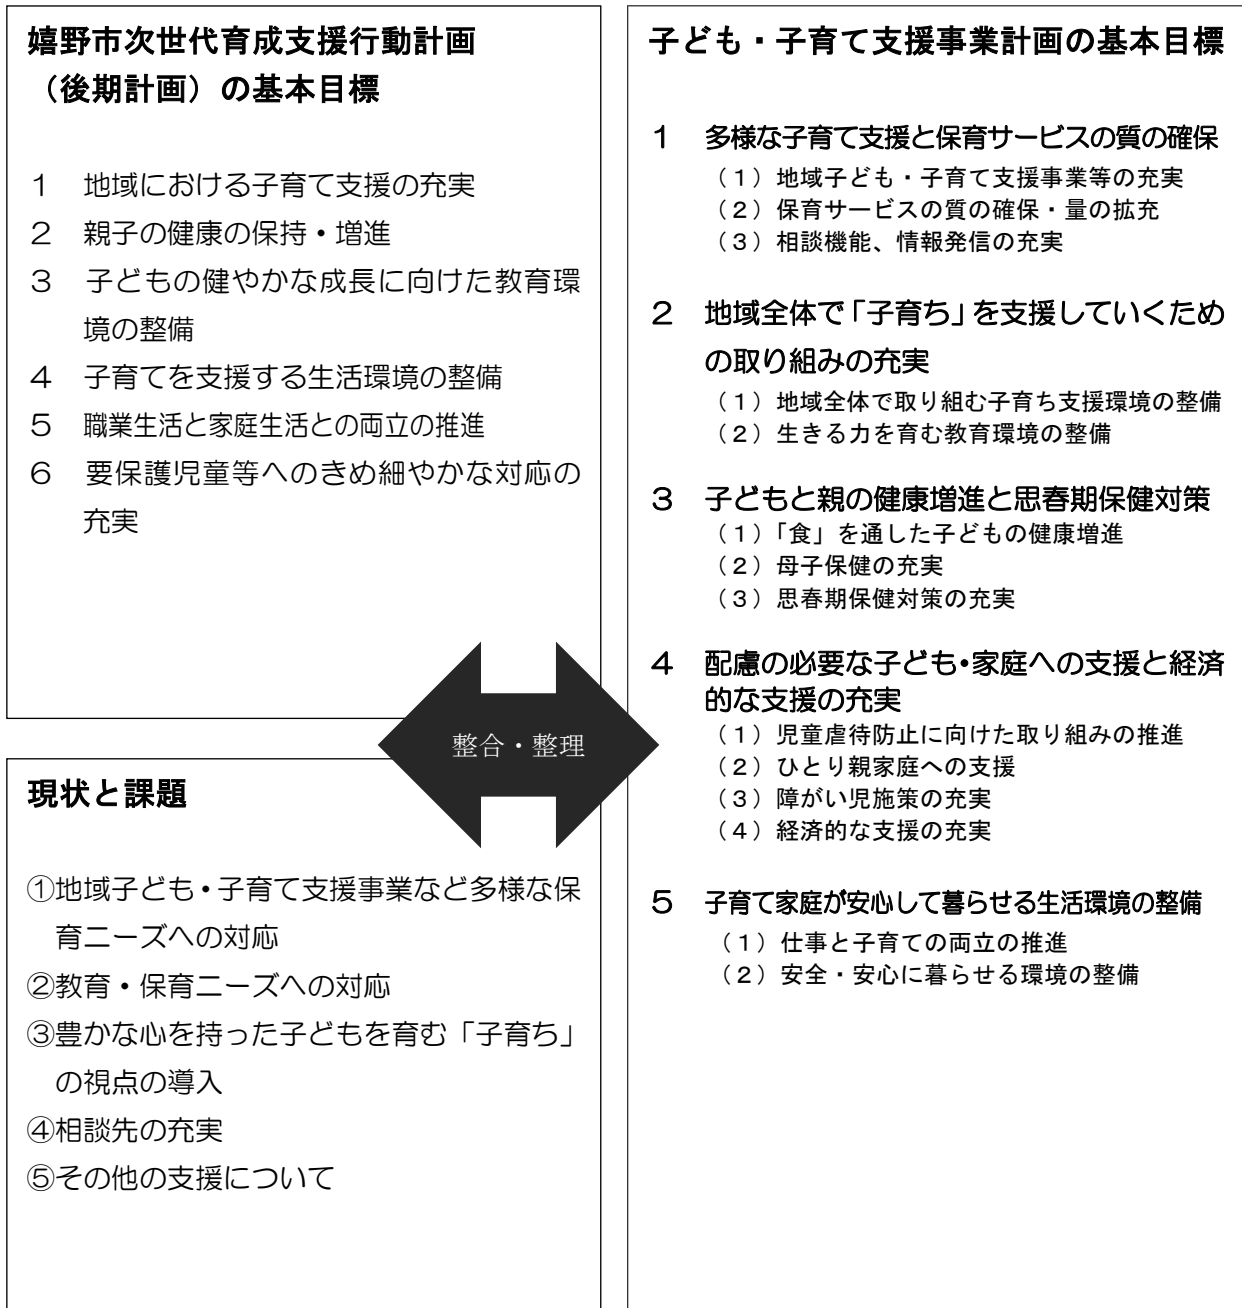 嬉野市次世代育成支援行動計画
（後期計画）の基本目標
１　地域における子育て支援の充実
２　親子の健康の保持・増進
３　子どもの健やかな成長に向けた教育環
境の整備
４　子育てを支援する生活環境の整備
５　職業生活と家庭生活との両立の推進
６　要保護児童等へのきめ細やかな対応の
充実
整合・整理
現状と課題
①地域子ども・子育て支援事業など多様な保
育ニーズへの対応
②教育・保育ニーズへの対応
③豊かな心を持った子どもを育む「子育ち」
の視点の導入
④相談先の充実
⑤その他の支援について
子ども・子育て支援事業計画の基本目標
１　多様な子育て支援と保育サービスの質の確保
（１）地域子ども・子育て支援事業等の充実
（２）保育サービスの質の確保・量の拡充
（３）相談機能、情報発信の充実
２　地域全体で「子育ち」を支援していくため
の取り組みの充実
（１）地域全体で取り組む子育ち支援環境の整備
（２）生きる力を育む教育環境の整備
３　子どもと親の健康増進と思春期保健対策
（１）「食」を通した子どもの健康増進
（２）母子保健の充実
（３）思春期保健対策の充実
４　配慮の必要な子ども・家庭への支援と経済
的な支援の充実
（１）児童虐待防止に向けた取り組みの推進
（２）ひとり親家庭への支援
（３）障がい児施策の充実
（４）経済的な支援の充実
５　子育て家庭が安心して暮らせる生活環境の整備
（１）仕事と子育ての両立の推進
（２）安全・安心に暮らせる環境の整備